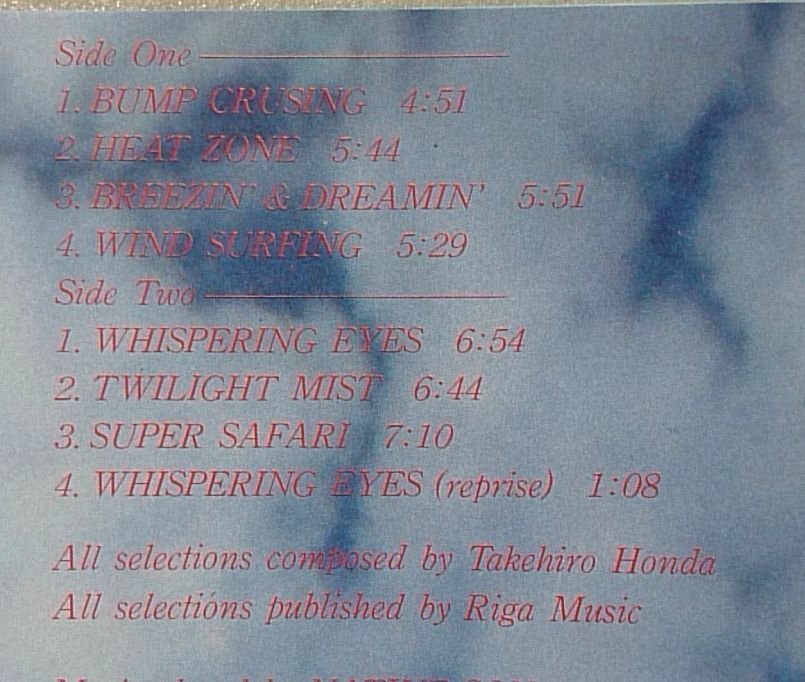 Side One
1. BUMP CRUSING 4:51
2. HEAT ZONE 5:44
3. BREEZIN' & DREAMIN' 5:51
4. WIND SURFING 5:29
Side Two
1. WHISPERING EYES 6:54
2. TWILIGHT MIST 6:44
3. SUPER SAFARI 7:10
4. WHISPERING EYES (reprise) 1:08
All selections composed by Takehiro Honda
All selections published by Riga Music